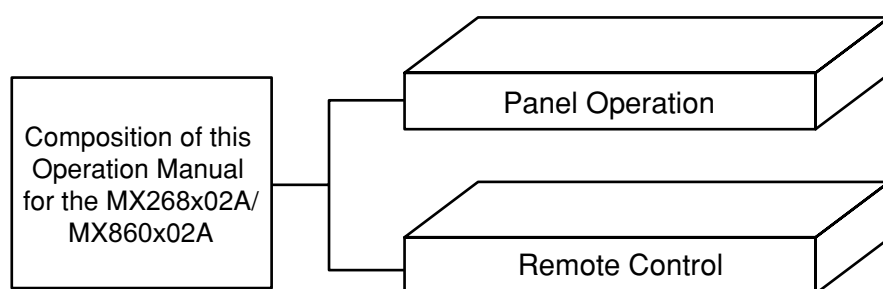 Composition of this
Operation Manual
for the MX268x02A/
MX860x02A
Panel Operation
Remote Control